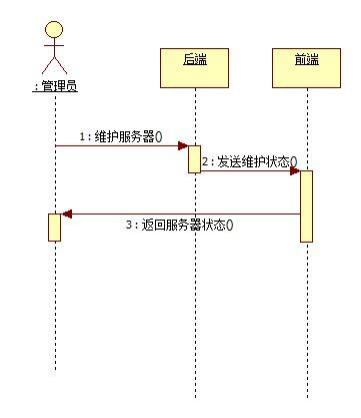 后端
前端
:管理员
1:维护服务器()
2:发送维护状态()
3:返回服务器状态()